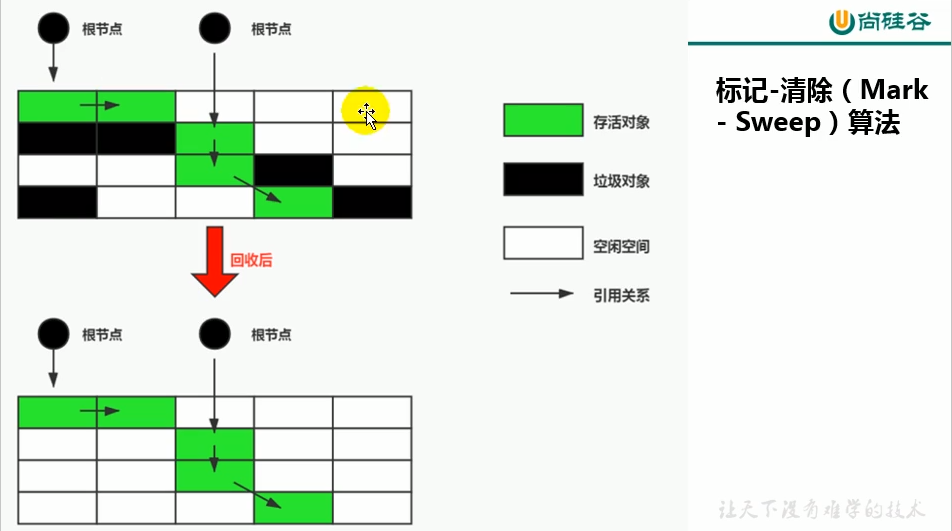 尚硅谷
标记-清除（Mark
- Sweep）算法
根节点
根节点
存活对象
垃圾对象
空闲空间
引用关系
回收后
根节点
根节点
让天下没有难学的技术